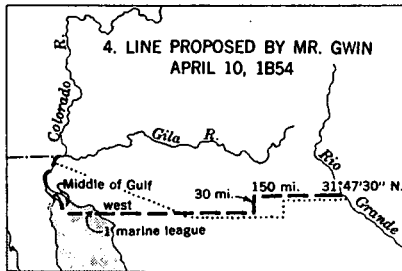 4. LINE PROPOSED BY MR. GWIN
APRIL 10, 1B54
Colorado R.
Gila R.
Rio Grande
Middle of Gulf
30 mi.
150 mi.
31°47'30" N.
west
1 marine league